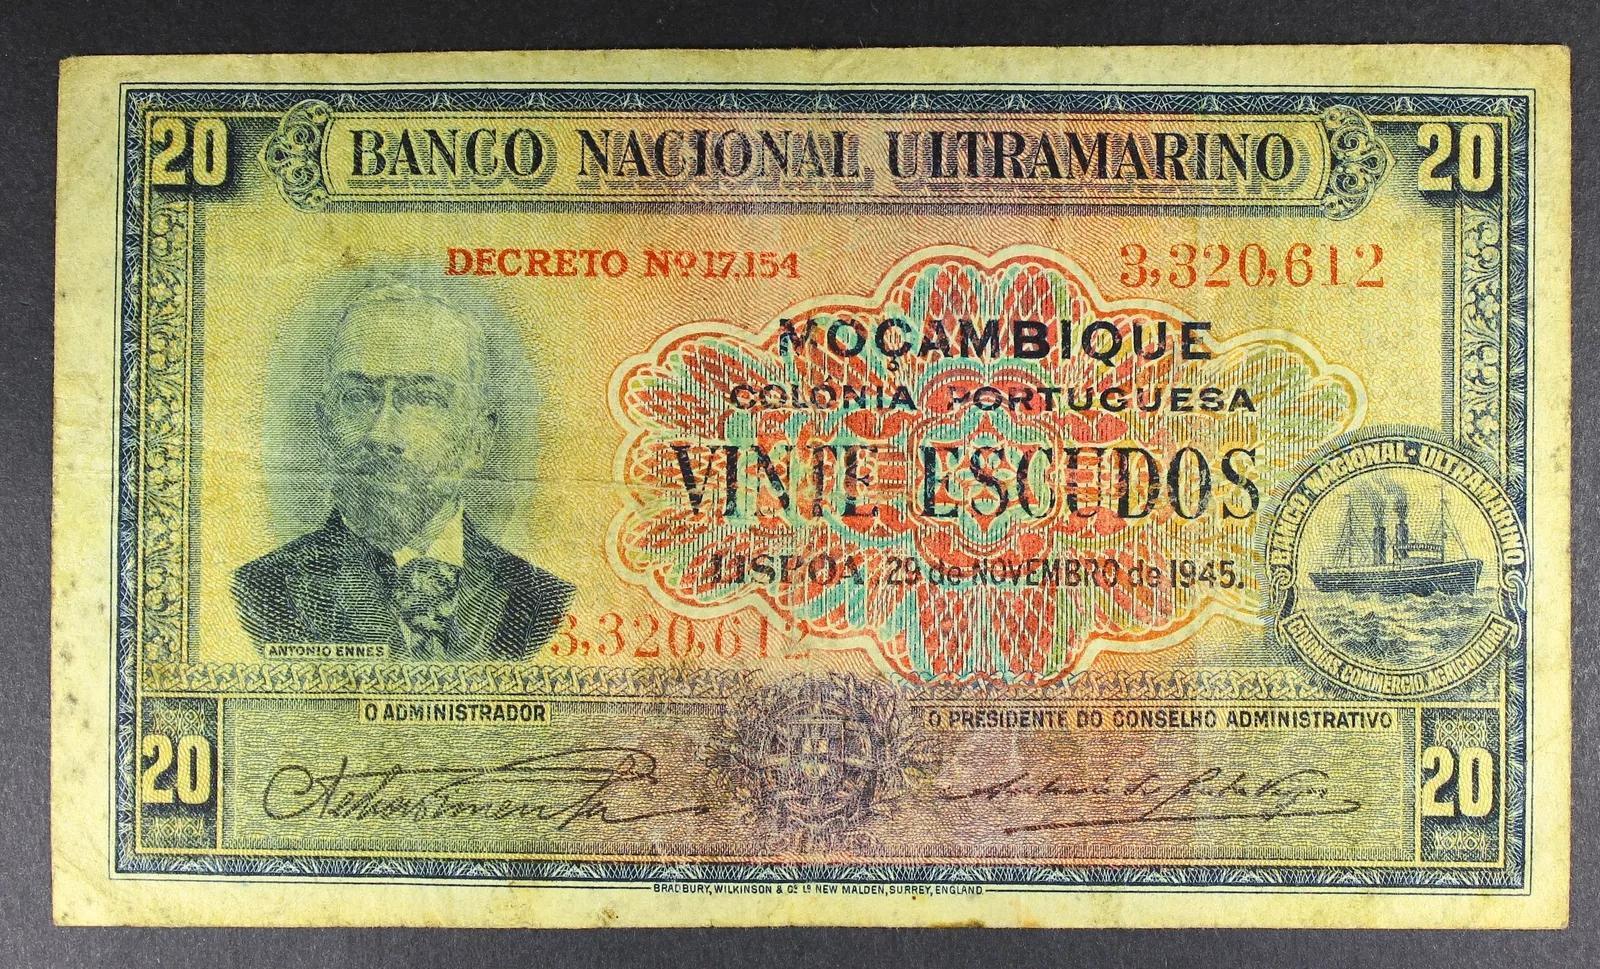 20 BANCO NACIONAL ULTRAMARINO 20
DECRETO Nº 17.154 3,320,612
MOÇAMBIQUE
COLÓNIA PORTUGUESA
VINTE ESCUDOS
LISBOA, 29 de NOVEMBRO de 1945.
BANCO NACIONAL ULTRAMARINO
COLONIAS, COMMERCIO, AGRICULTURA
3,320,612
ANTONIO ENNES
O ADMINISTRADOR
O PRESIDENTE DO CONSELHO ADMINISTRATIVO
20 20
BRADBURY, WILKINSON & Cº Lº NEW MALDEN, SURREY, ENGLAND.